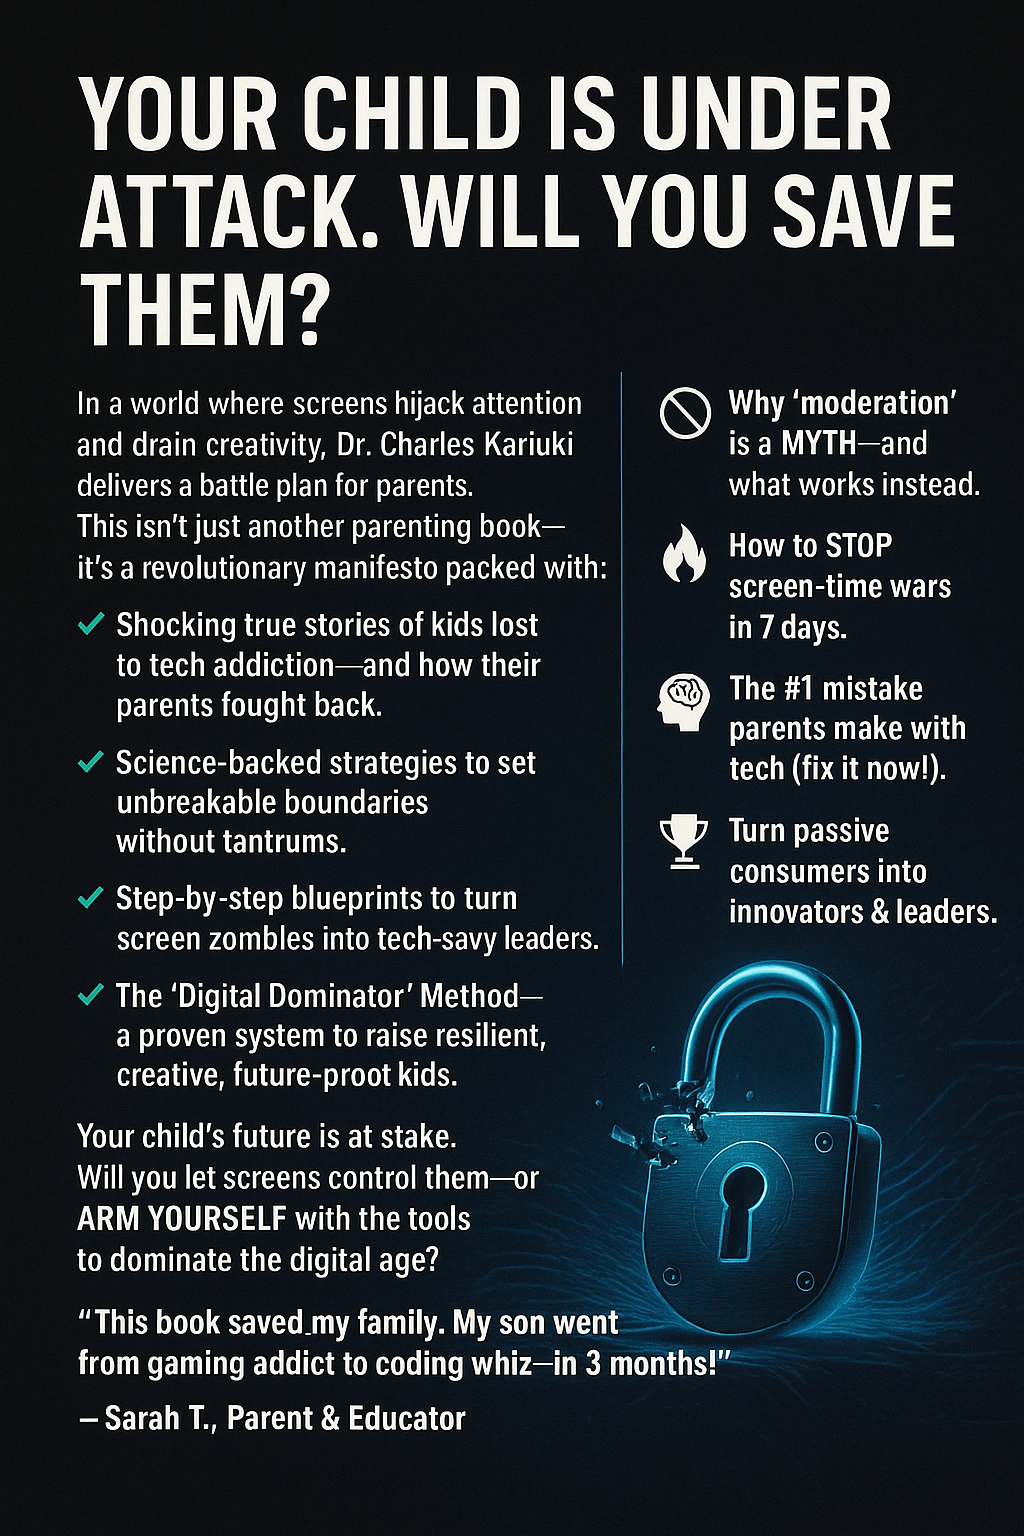 YOUR CHILD IS UNDER
ATTACK. WILL YOU SAVE
THEM?
In a world where screens hijack attention
and drain creativity, Dr. Charles Kariuki
delivers a battle plan for parents.
This isn’t just another parenting book—
it’s a revolutionary manifesto packed with:
Shocking true stories of kids lost
to tech addiction—and how their
parents fought back.
Science-backed strategies to set
unbreakable boundaries
without tantrums.
Step-by-step blueprints to turn
screen zombles into tech-savy leaders.
The ‘Digital Dominator’ Method—
a proven system to raise resilient,
creative, future-proot kids.
Your child’s future is at stake.
Will you let screens control them—or
ARM YOURSELF with the tools
to dominate the digital age?
“This book saved my family. My son went
from gaming addict to coding whiz—in 3 months!”
– Sarah T., Parent & Educator
Why ‘moderation’
is a MYTH—and
what works instead.
How to STOP
screen-time wars
in 7 days.
The #1 mistake
parents make with
tech (fix it now!).
Turn passive
consumers into
innovators & leaders.